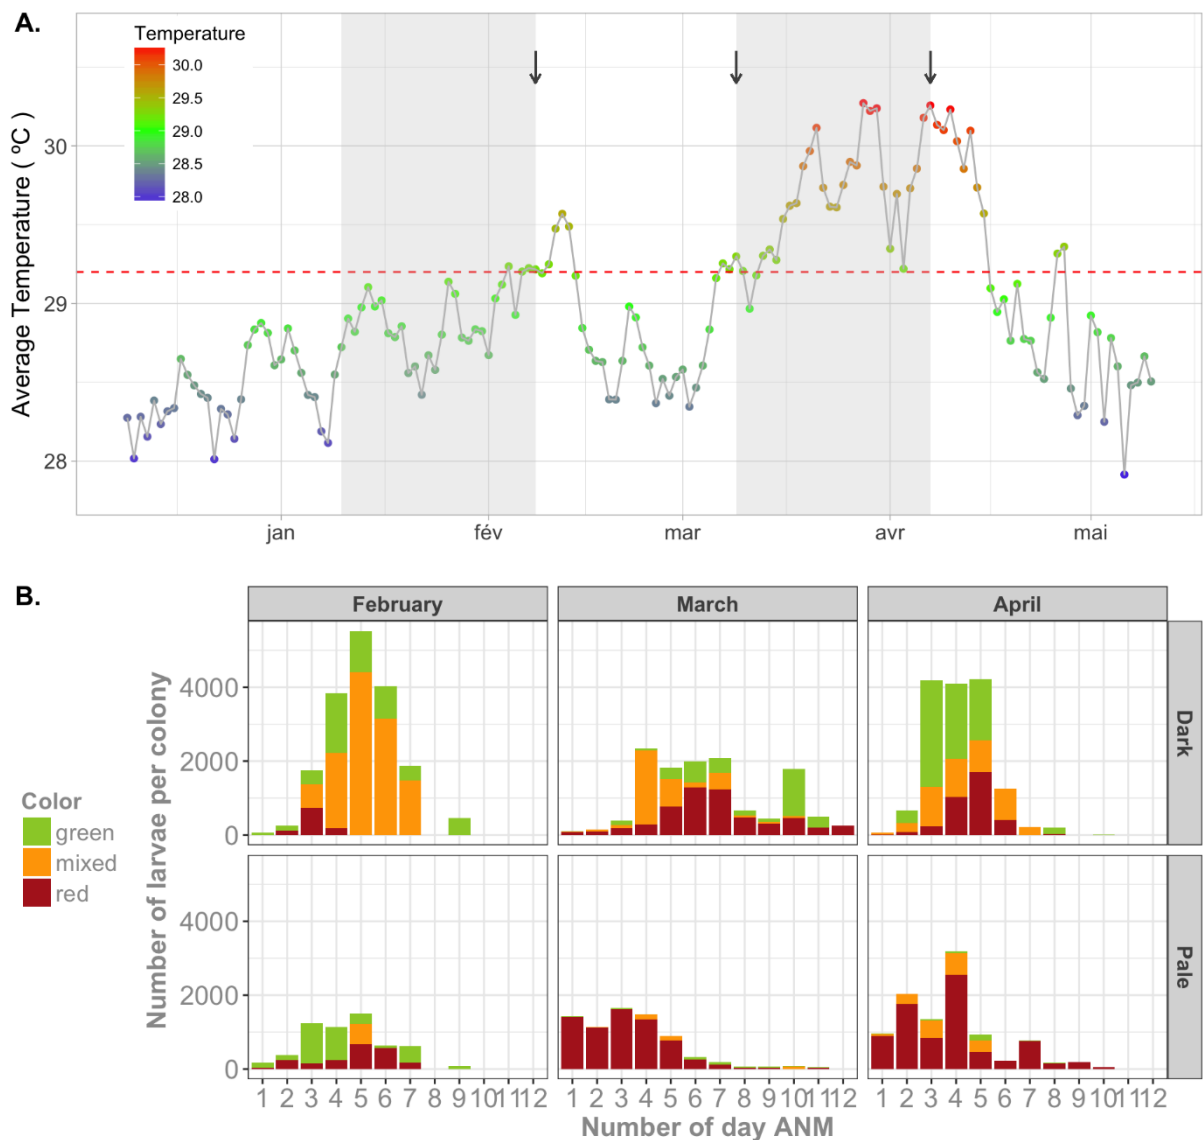 A.
Temperature
30.0
29.5
29.0
28.5
28.0
Average Temperature ( ºC )
30
29
28
jan
fév
mar
avr
mai
B.
February
March
April
Number of larvae per colony
4000
2000
0
Dark
4000
2000
0
Pale
Color
green
mixed
red
1 2 3 4 5 6 7 8 9 10 11 12
1 2 3 4 5 6 7 8 9 10 11 12
1 2 3 4 5 6 7 8 9 10 11 12
Number of day ANM